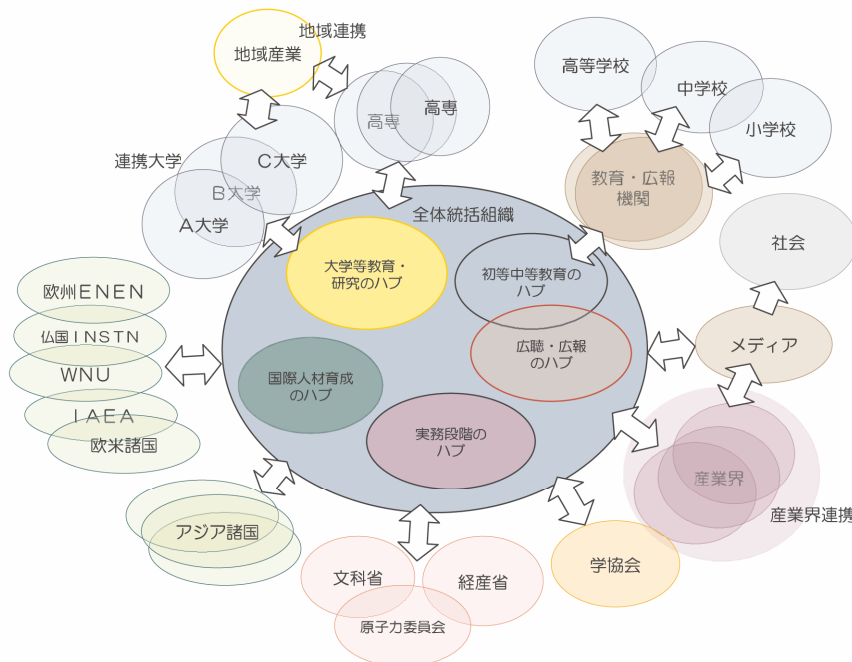 地域連携
地域産業
高専
高専
高等学校
中学校
小学校
連携大学
C大学
B大学
A大学
教育・広報
機関
全体統括組織
社会
大学等教育・
研究のハブ
初等中等教育の
ハブ
欧州ENEN
仏国INSTN
WNU
IAEA
欧米諸国
広聴・広報
のハブ
メディア
国際人材育成
のハブ
実務段階の
ハブ
産業界
産業界連携
アジア諸国
学協会
文科省
経産省
原子力委員会